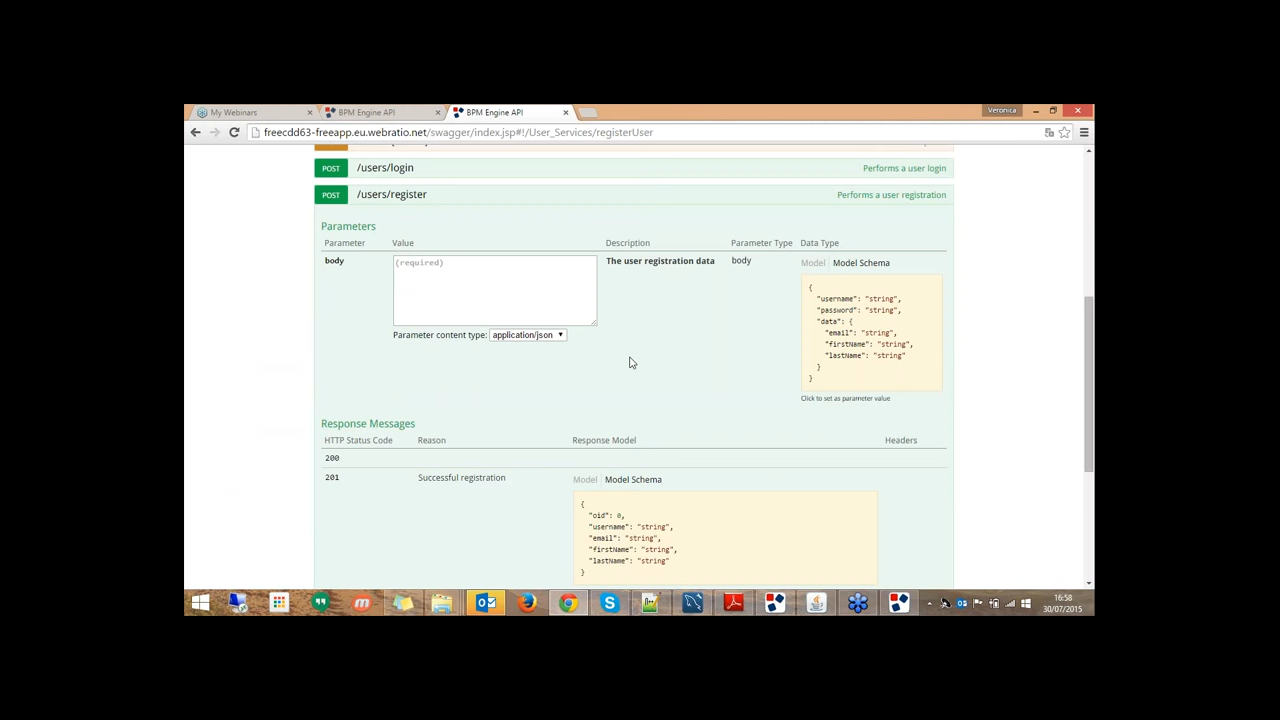 My Webinars
BPM Engine API
BPM Engine API
Veronica
freecdd63-freeapp.eu.webratio.net/swagger/index.jsp#!/User_Services/registerUser
POST /users/login Performs a user login
POST /users/register Performs a user registration
Parameters
Parameter Value Description Parameter Type Data Type
body (required) The user registration data body Model Model Schema
{
"username": "string",
"password": "string",
"data": {
"email": "string",
"firstName": "string",
"lastName": "string"
}
}
Parameter content type: application/json
Click to set as parameter value
Response Messages
HTTP Status Code Reason Response Model Headers
200
201 Successful registration Model Model Schema
{
"oid": 0,
"username": "string",
"email": "string",
"firstName": "string",
"lastName": "string"
}
16:58
30/07/2015